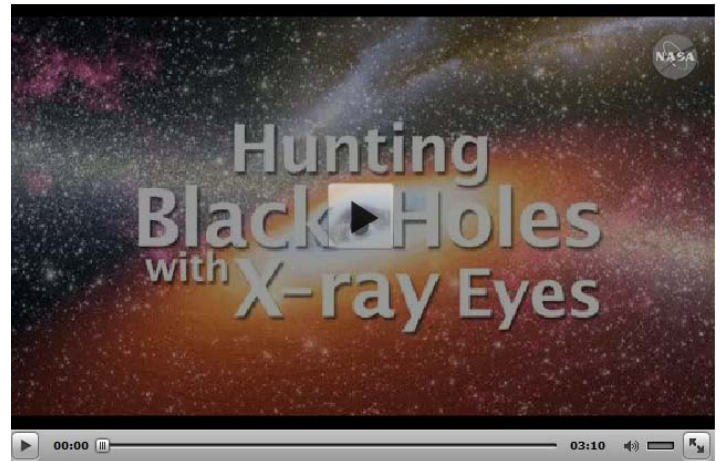 NASA
Hunting
Black Holes
with X-ray Eyes
00:00 03:10